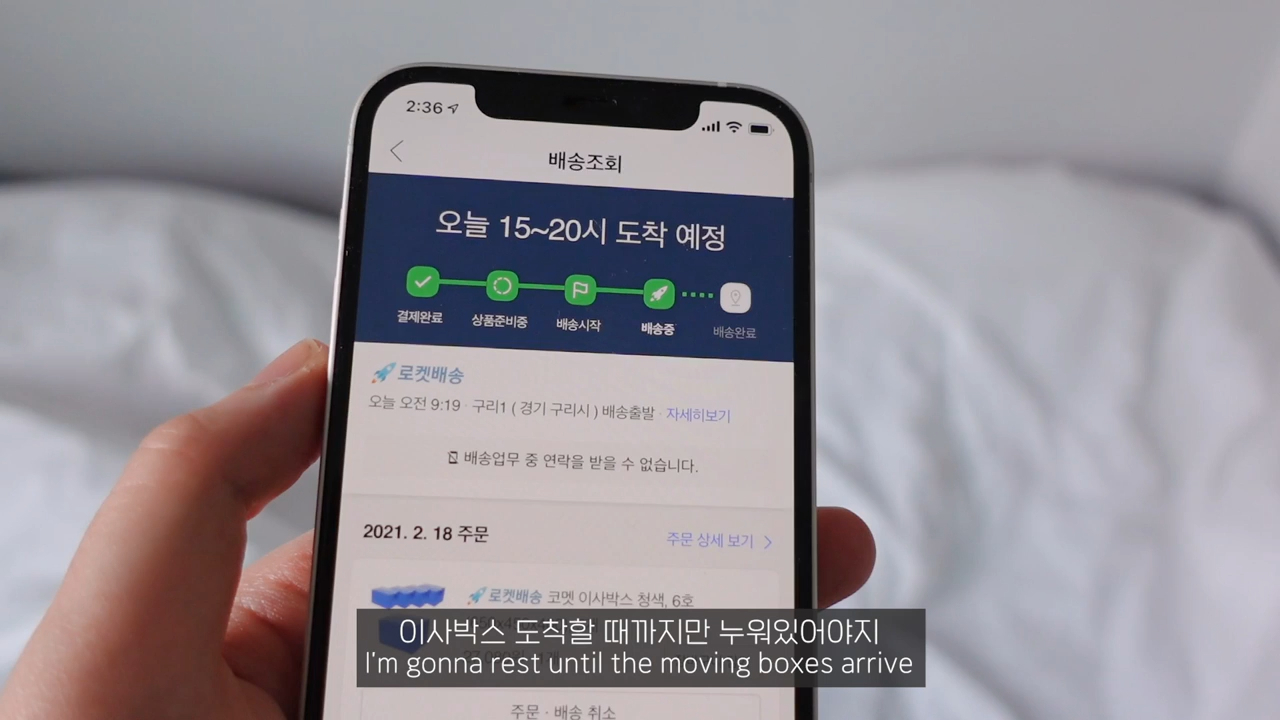 2:36
배송조회
오늘 15~20시 도착 예정
결제완료 상품준비중 배송시작 배송중 배송완료
로켓배송
오늘 오전 9:19 · 구리1 ( 경기 구리시 ) 배송출발 · 자세히보기
배송업무 중 연락을 받을 수 없습니다.
2021. 2. 18 주문 주문 상세 보기 >
로켓배송 코멧 이사박스 청색, 6호
이사박스 도착할 때까지만 누워있어야지
I'm gonna rest until the moving boxes arrive
주문 · 배송 취소